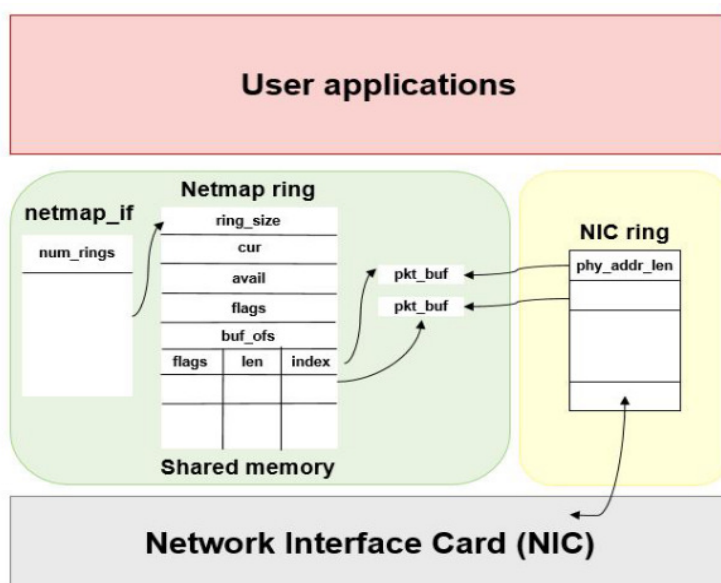 User applications
netmap_if
num_rings
Netmap ring
ring_size
cur
avail
flags
buf_ofs
flags len index
Shared memory
pkt_buf
pkt_buf
NIC ring
phy_addr_len
Network Interface Card (NIC)